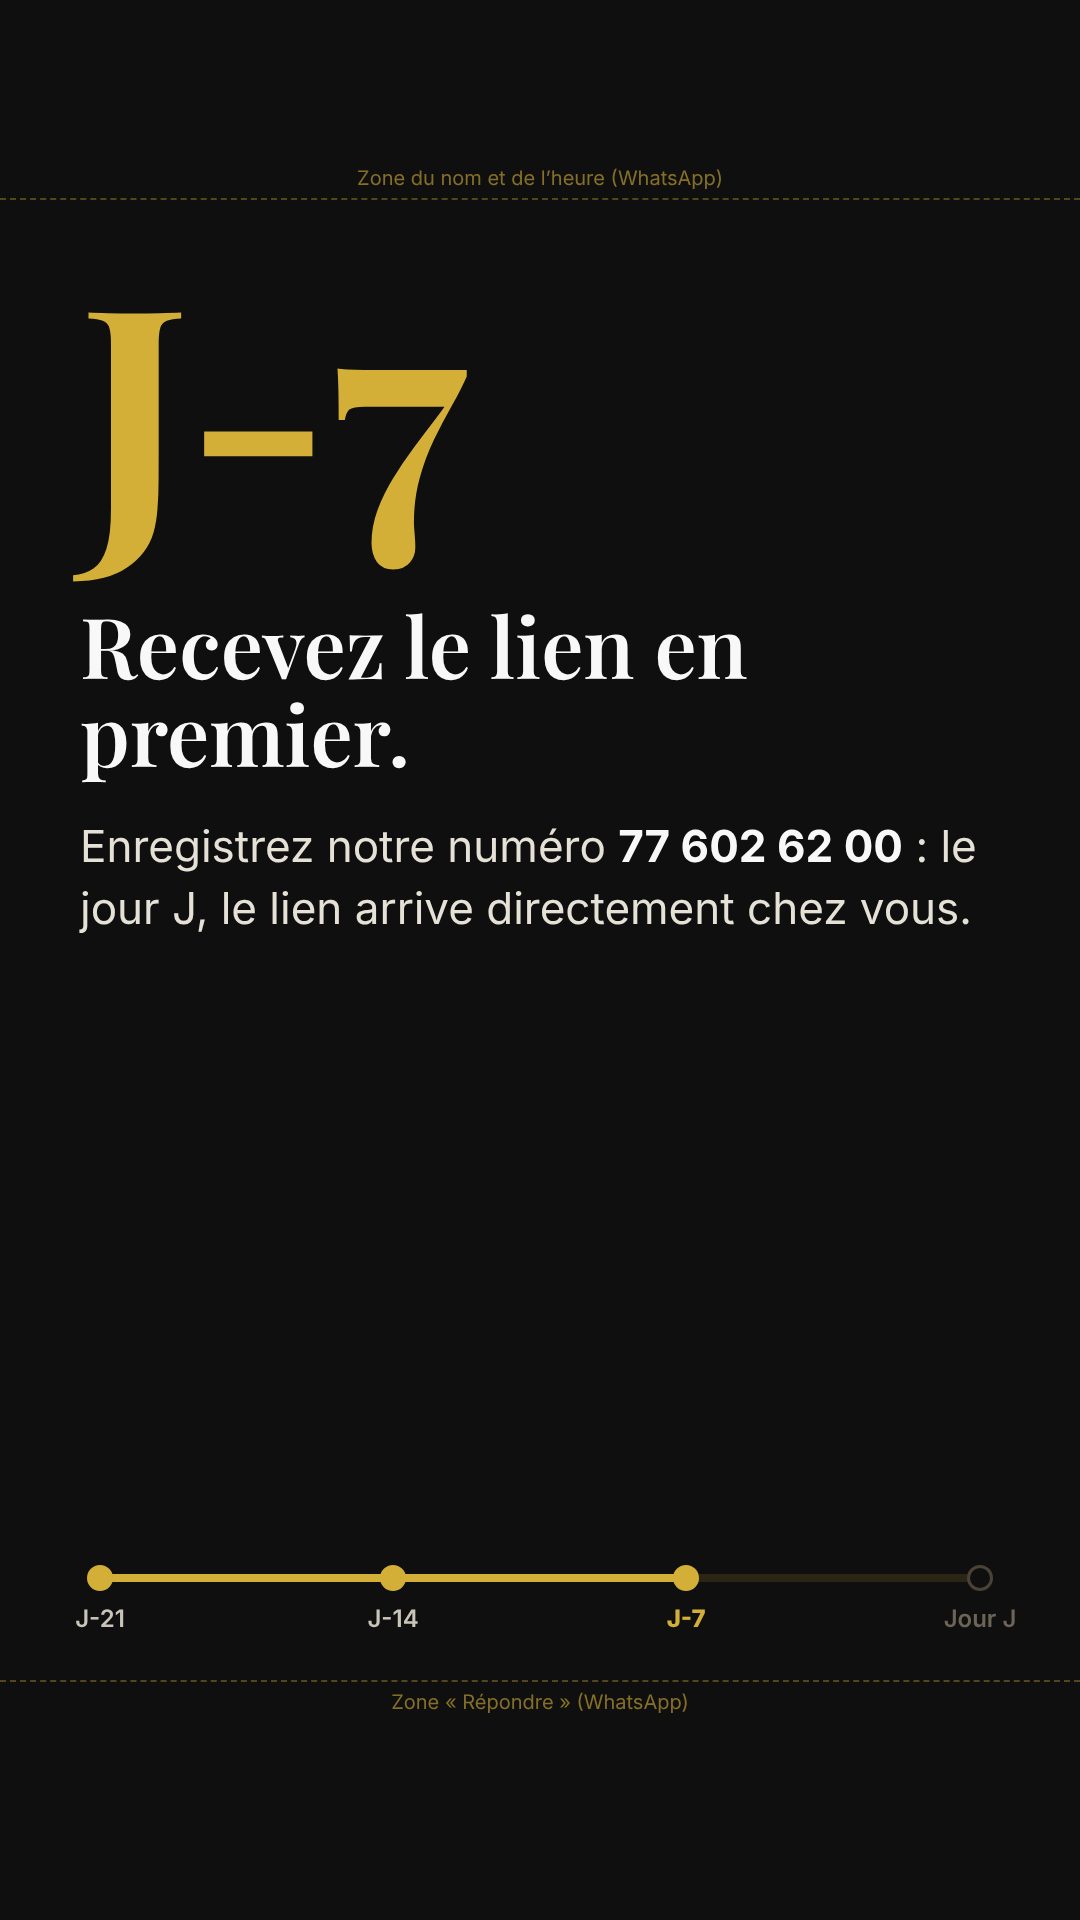 Zone du nom et de l’heure (WhatsApp)
J-7
Recevez le lien en
premier.
Enregistrez notre numéro 77 602 62 00 : le
jour J, le lien arrive directement chez vous.
J-21
J-14
J-7
Jour J
Zone « Répondre » (WhatsApp)